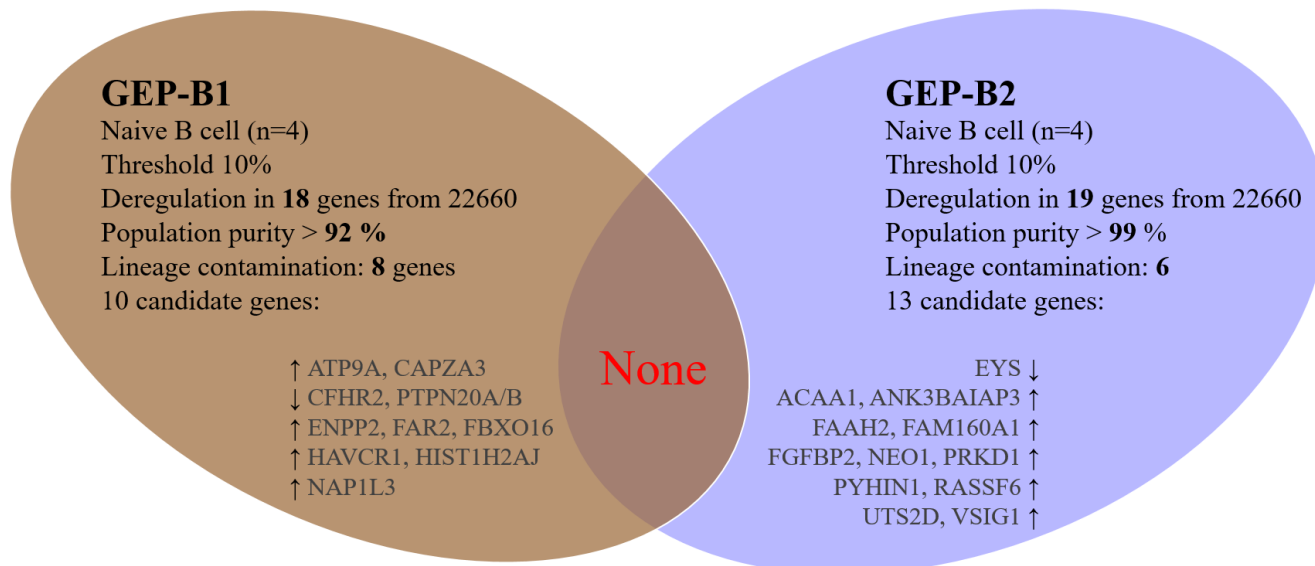 GEP-B1
Naive B cell (n=4)
Threshold 10%
Deregulation in 18 genes from 22660
Population purity > 92 %
Lineage contamination: 8 genes
10 candidate genes:
↑ ATP9A, CAPZA3
↓ CFHR2, PTPN20A/B
↑ ENPP2, FAR2, FBXO16
↑ HAVCR1, HIST1H2AJ
↑ NAP1L3
None
GEP-B2
Naive B cell (n=4)
Threshold 10%
Deregulation in 19 genes from 22660
Population purity > 99 %
Lineage contamination: 6
13 candidate genes:
EYS ↓
ACAA1, ANK3BAIAP3 ↑
FAAH2, FAM160A1 ↑
FGFBP2, NEO1, PRKD1 ↑
PYHIN1, RASSF6 ↑
UTS2D, VSIG1 ↑